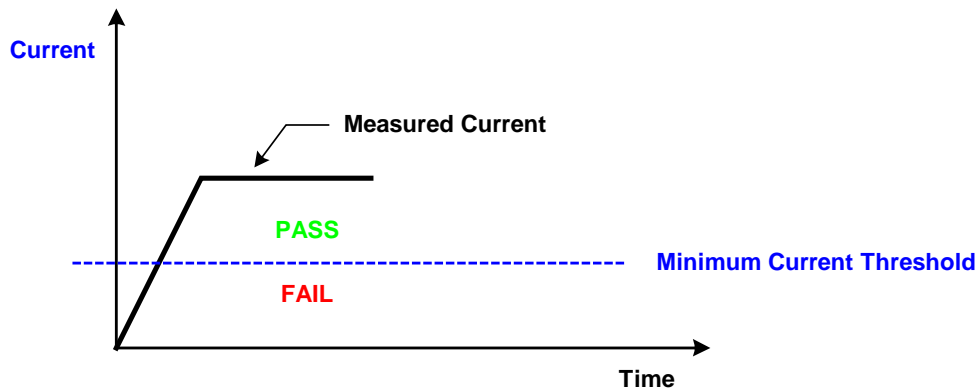 Current
Measured Current
PASS
Minimum Current Threshold
FAIL
Time